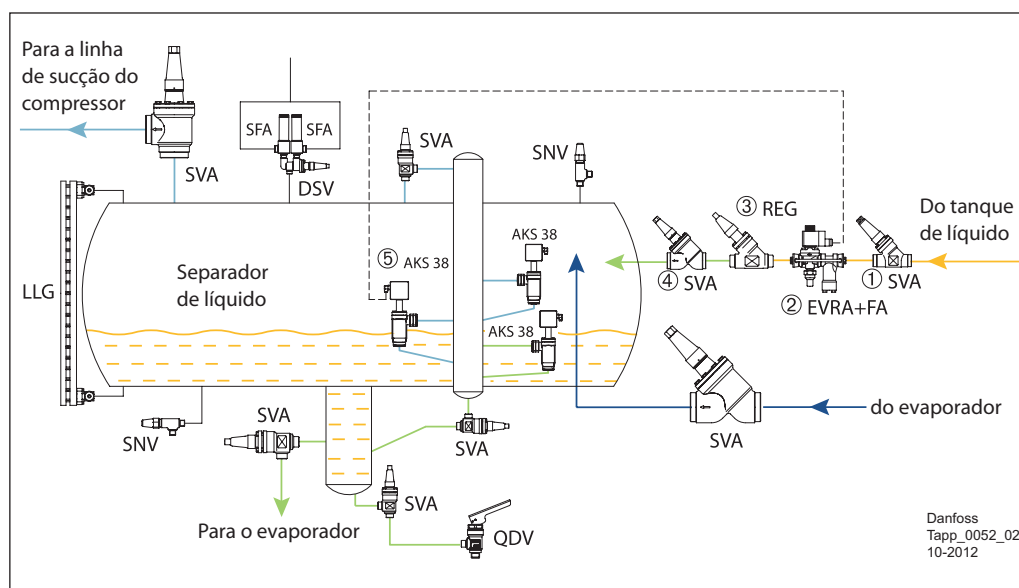 Para a linha
de sucção do
compressor
SVA
SFA
SFA
DSV
SVA
SNV
③ REG
Do tanque
de líquido
① SVA
② EVRA+FA
④ SVA
AKS 38
⑤ AKS 38
AKS 38
Separador
de líquido
LLG
do evaporador
SVA
SNV
SVA
SVA
SVA
Para o evaporador
QDV
Danfoss
Tapp_0052_02
10-2012